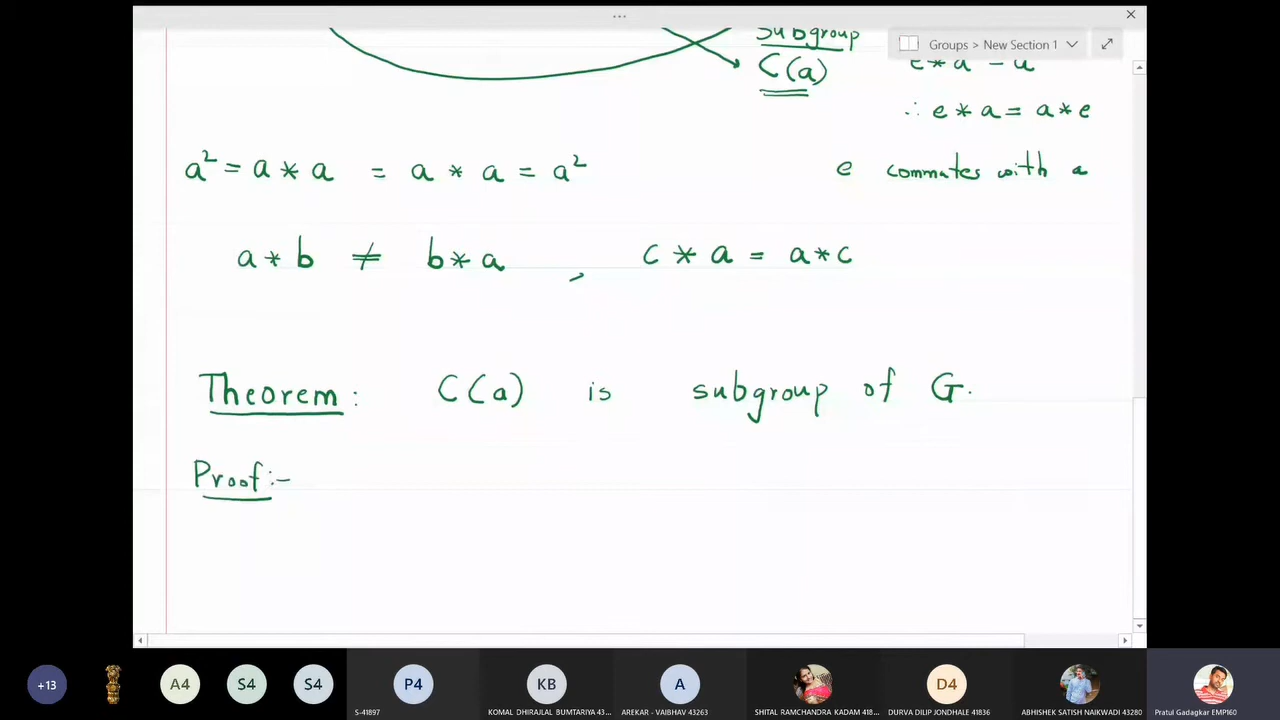 ...
Subgroup
Groups > New Section 1
C(a)
e * a = a
∴ e * a = a * e
a² = a * a = a * a = a²
e commutes with a
a * b ≠ b * a , c * a = a * c
Theorem: C(a) is subgroup of G.
Proof:-
+13
A4
S4
S4
P4
KB
A
D4
S-41897
KOMAL DHIRAJLAL BUMTARIYA 43...
AREKAR - VAIBHAV 43263
SHITAL RAMCHANDRA KADAM 418...
DURVA DILIP JONDHALE 41836
ABHISHEK SATISH NAIKWADI 43280
Pratul Gadagkar EMP160